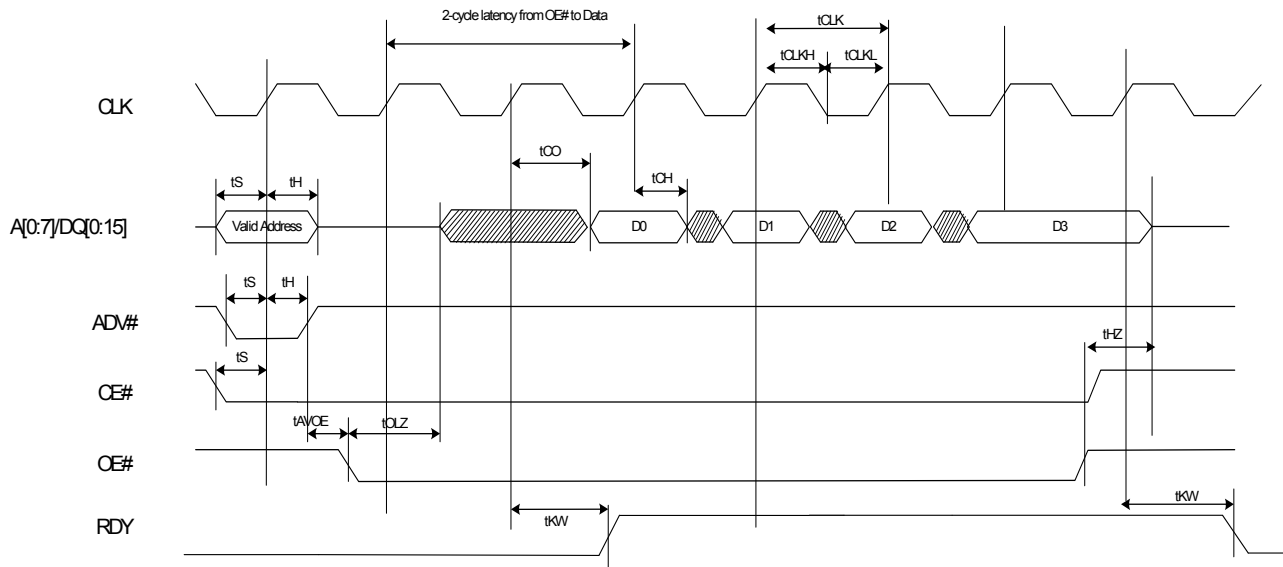 2-cycle latency from OE# to Data
tCLK
tCLKH tCLKL
CLK
tCO
tS tH tCH
A[0:7]/DQ[0:15] Valid Address D0 D1 D2 D3
tS tH
ADV#
tHZ
tS
CE#
tAVOE tOLZ
OE#
tKW tKW
RDY